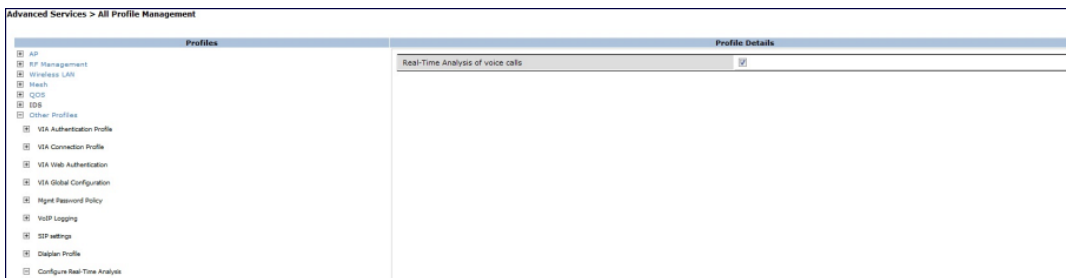 Advanced Services > All Profile Management
Profiles
AP
RF Management
Wireless LAN
Mesh
QOS
IDS
Other Profiles
VIA Authentication Profile
VIA Connection Profile
VIA Web Authentication
VIA Global Configuration
Mgmt Password Policy
VoIP Logging
SIP settings
Dialplan Profile
Configure Real-Time Analysis
Profile Details
Real-Time Analysis of voice calls